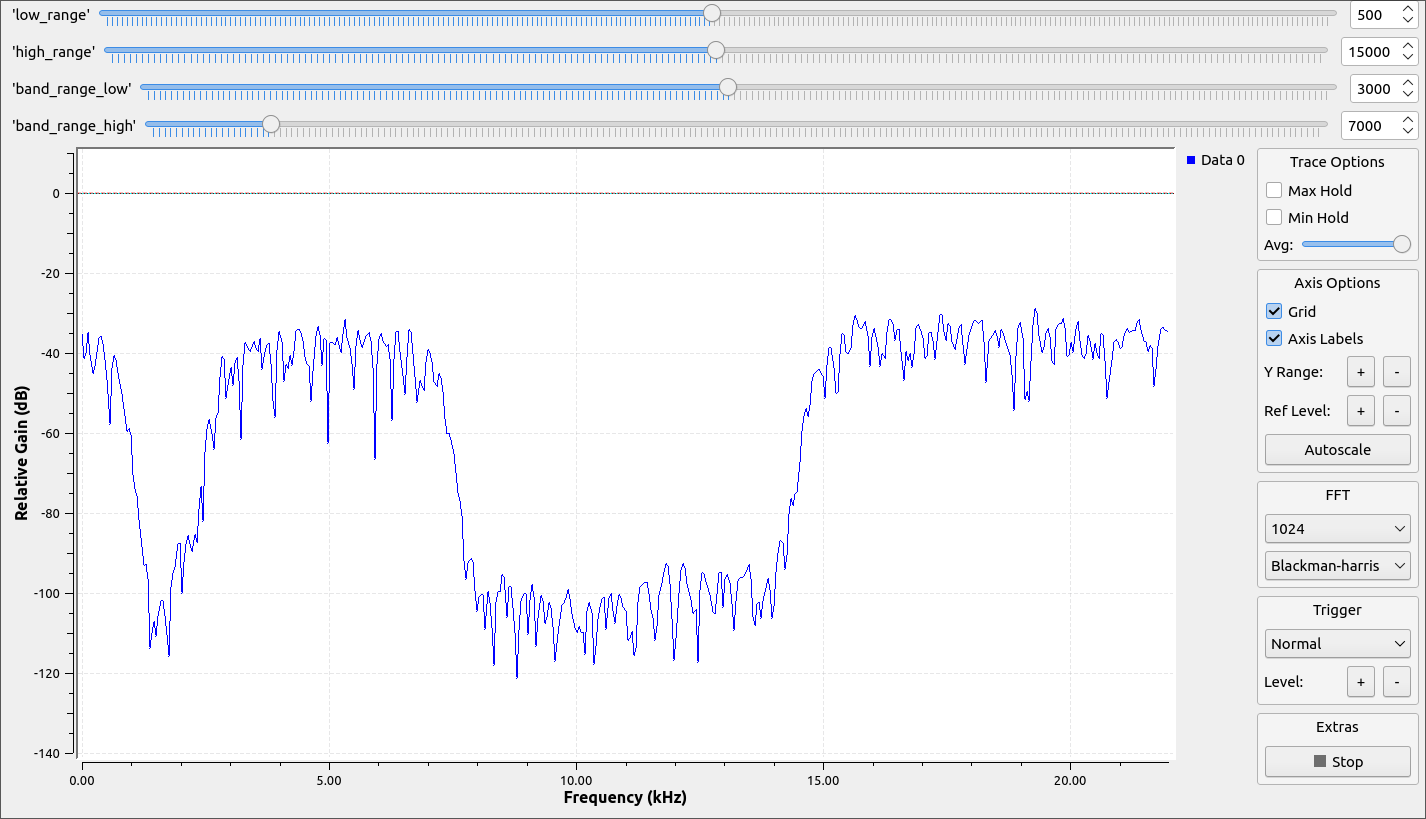 'low_range' 500
'high_range' 15000
'band_range_low' 3000
'band_range_high' 7000
Data 0
0
-20
-40
-60
-80
-100
-120
-140
Relative Gain (dB)
0.00 5.00 10.00 15.00 20.00
Frequency (kHz)
Trace Options
Max Hold
Min Hold
Avg:
Axis Options
Grid
Axis Labels
Y Range: + -
Ref Level: + -
Autoscale
FFT
1024
Blackman-harris
Trigger
Normal
Level: + -
Extras
Stop